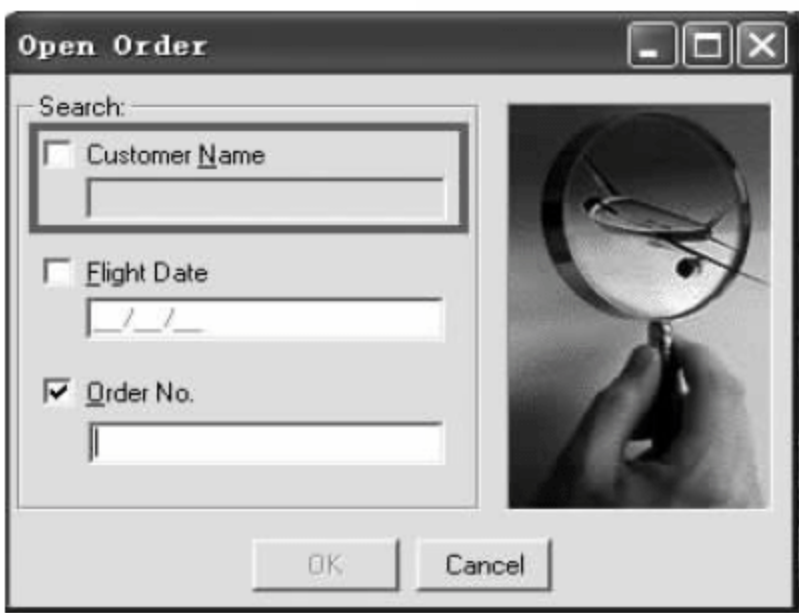 Open Order
Search:
Customer Name
Flight Date
__/__/__
Order No.
OK
Cancel